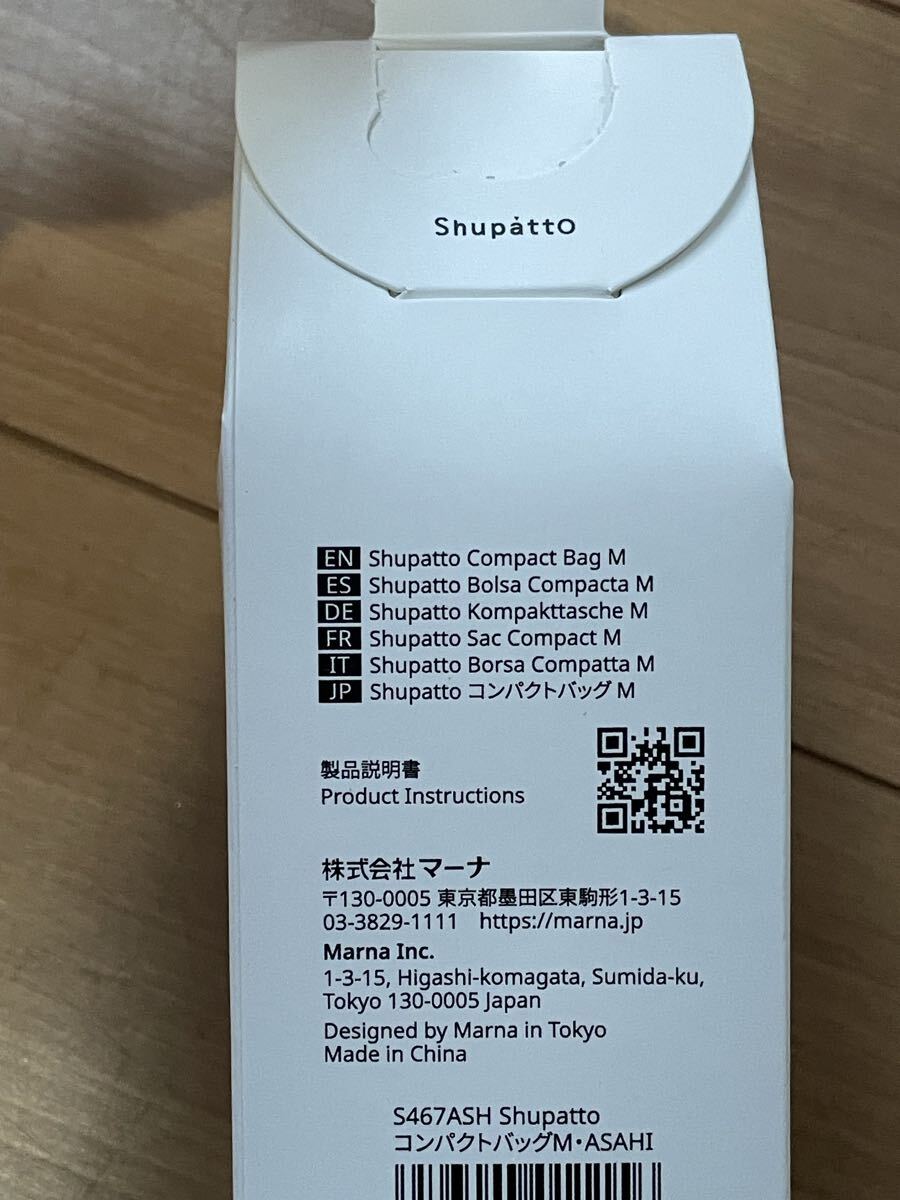 Shupatto
EN Shupatto Compact Bag M
ES Shupatto Bolsa Compacta M
DE Shupatto Kompakttasche M
FR Shupatto Sac Compact M
IT Shupatto Borsa Compatta M
JP Shupatto コンパクトバッグ M
製品説明書
Product Instructions
株式会社マーナ
〒130-0005 東京都墨田区東駒形1-3-15
03-3829-1111 https://marna.jp
Marna Inc.
1-3-15, Higashi-komagata, Sumida-ku,
Tokyo 130-0005 Japan
Designed by Marna in Tokyo
Made in China
S467ASH Shupatto
コンパクトバッグM・ASAHI